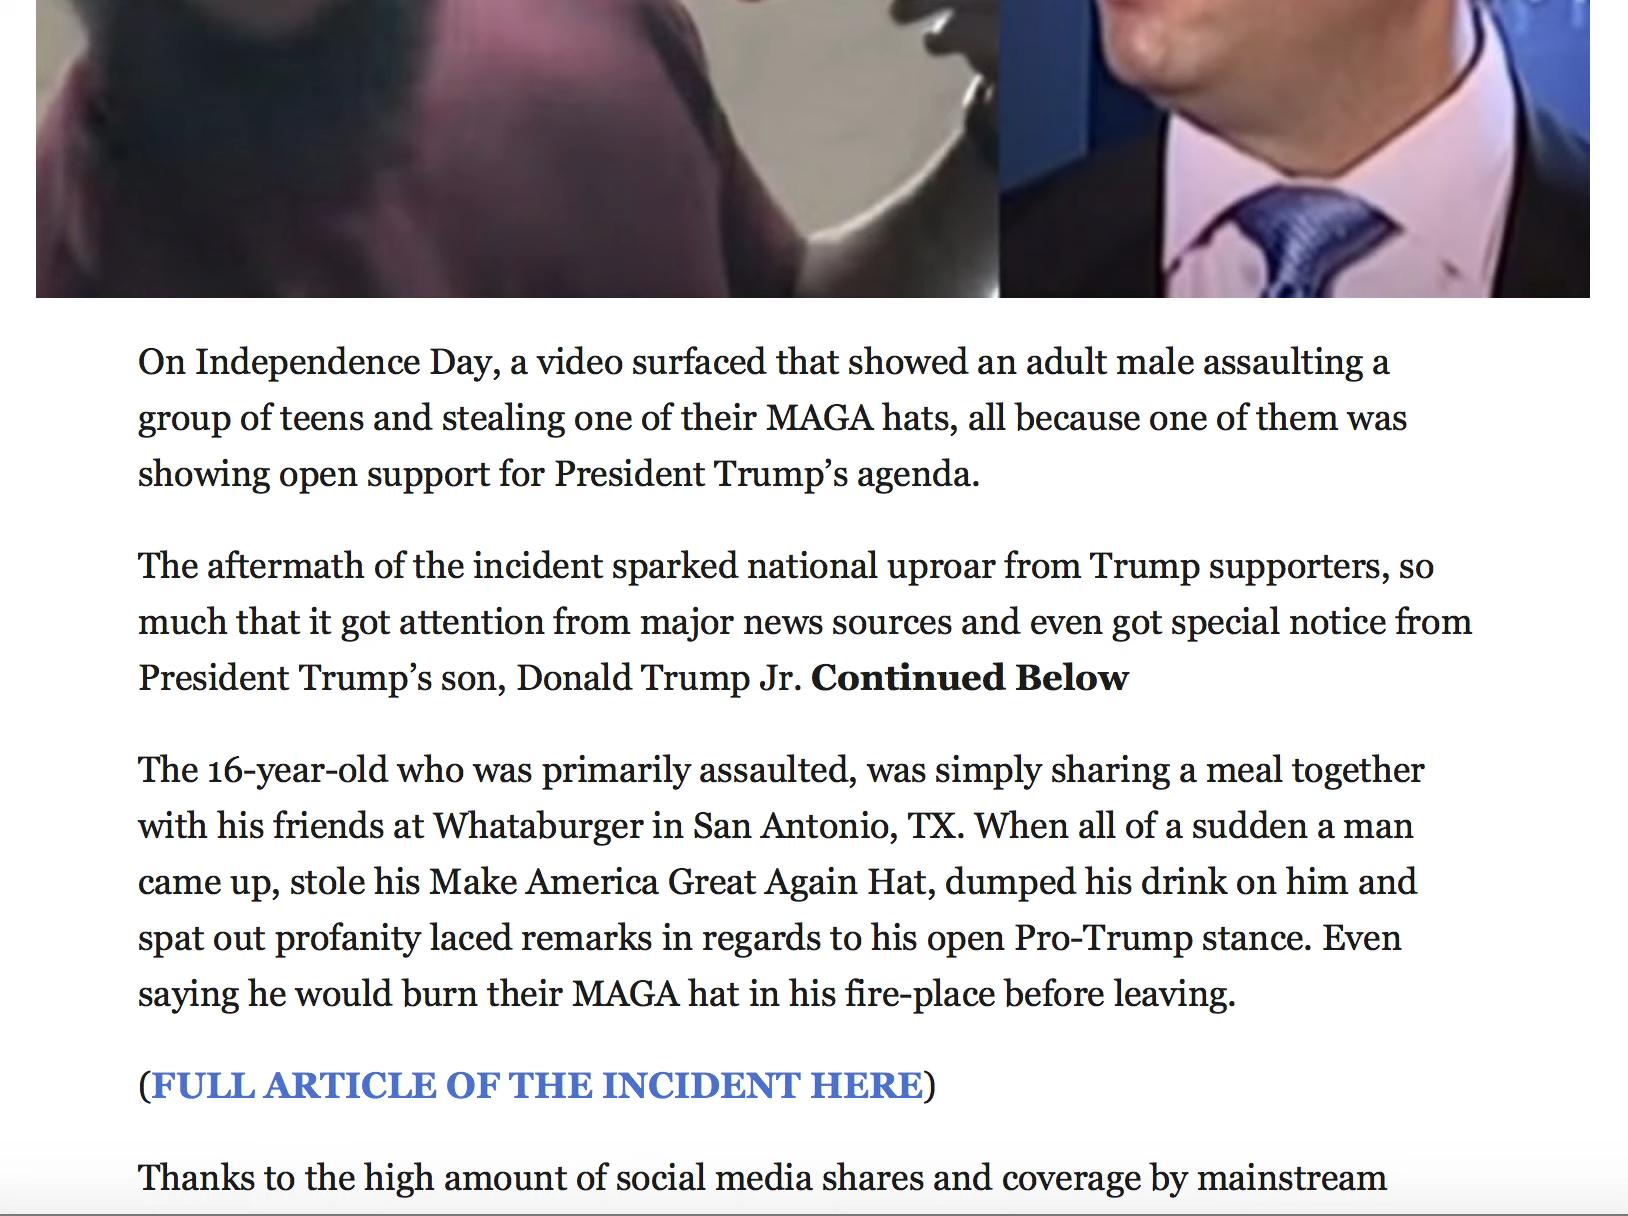 On Independence Day, a video surfaced that showed an adult male assaulting a
group of teens and stealing one of their MAGA hats, all because one of them was
showing open support for President Trump’s agenda.
The aftermath of the incident sparked national uproar from Trump supporters, so
much that it got attention from major news sources and even got special notice from
President Trump’s son, Donald Trump Jr. Continued Below
The 16-year-old who was primarily assaulted, was simply sharing a meal together
with his friends at Whataburger in San Antonio, TX. When all of a sudden a man
came up, stole his Make America Great Again Hat, dumped his drink on him and
spat out profanity laced remarks in regards to his open Pro-Trump stance. Even
saying he would burn their MAGA hat in his fire-place before leaving.
(FULL ARTICLE OF THE INCIDENT HERE)
Thanks to the high amount of social media shares and coverage by mainstream